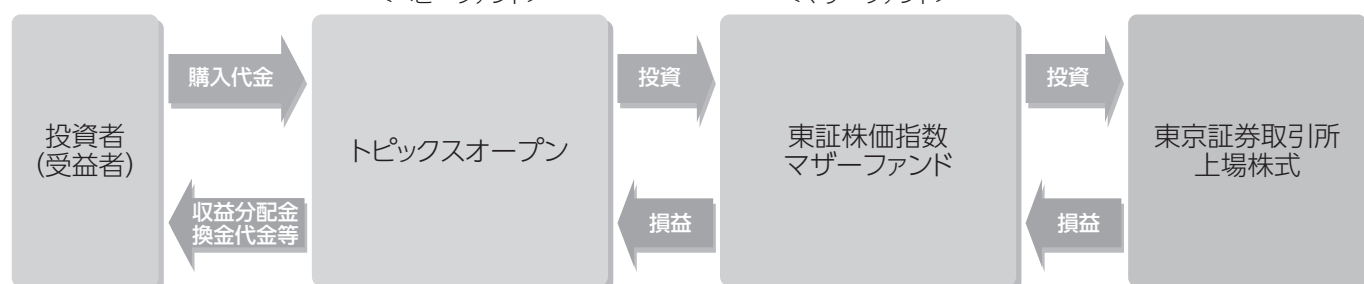 購入代金
投資
投資
投資者
(受益者)
トピックスオープン
東証株価指数
マザーファンド
東京証券取引所
上場株式
収益分配金
換金代金等
損益
損益